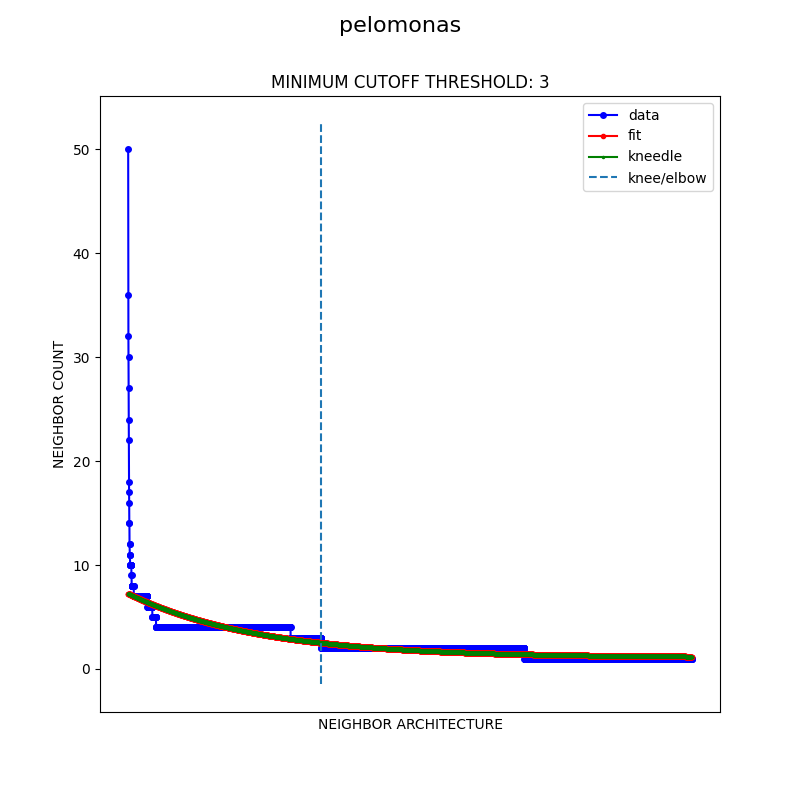 pelomonas
MINIMUM CUTOFF THRESHOLD: 3
data
fit
kneedle
knee/elbow
50
40
30
20
10
0
NEIGHBOR COUNT
NEIGHBOR ARCHITECTURE